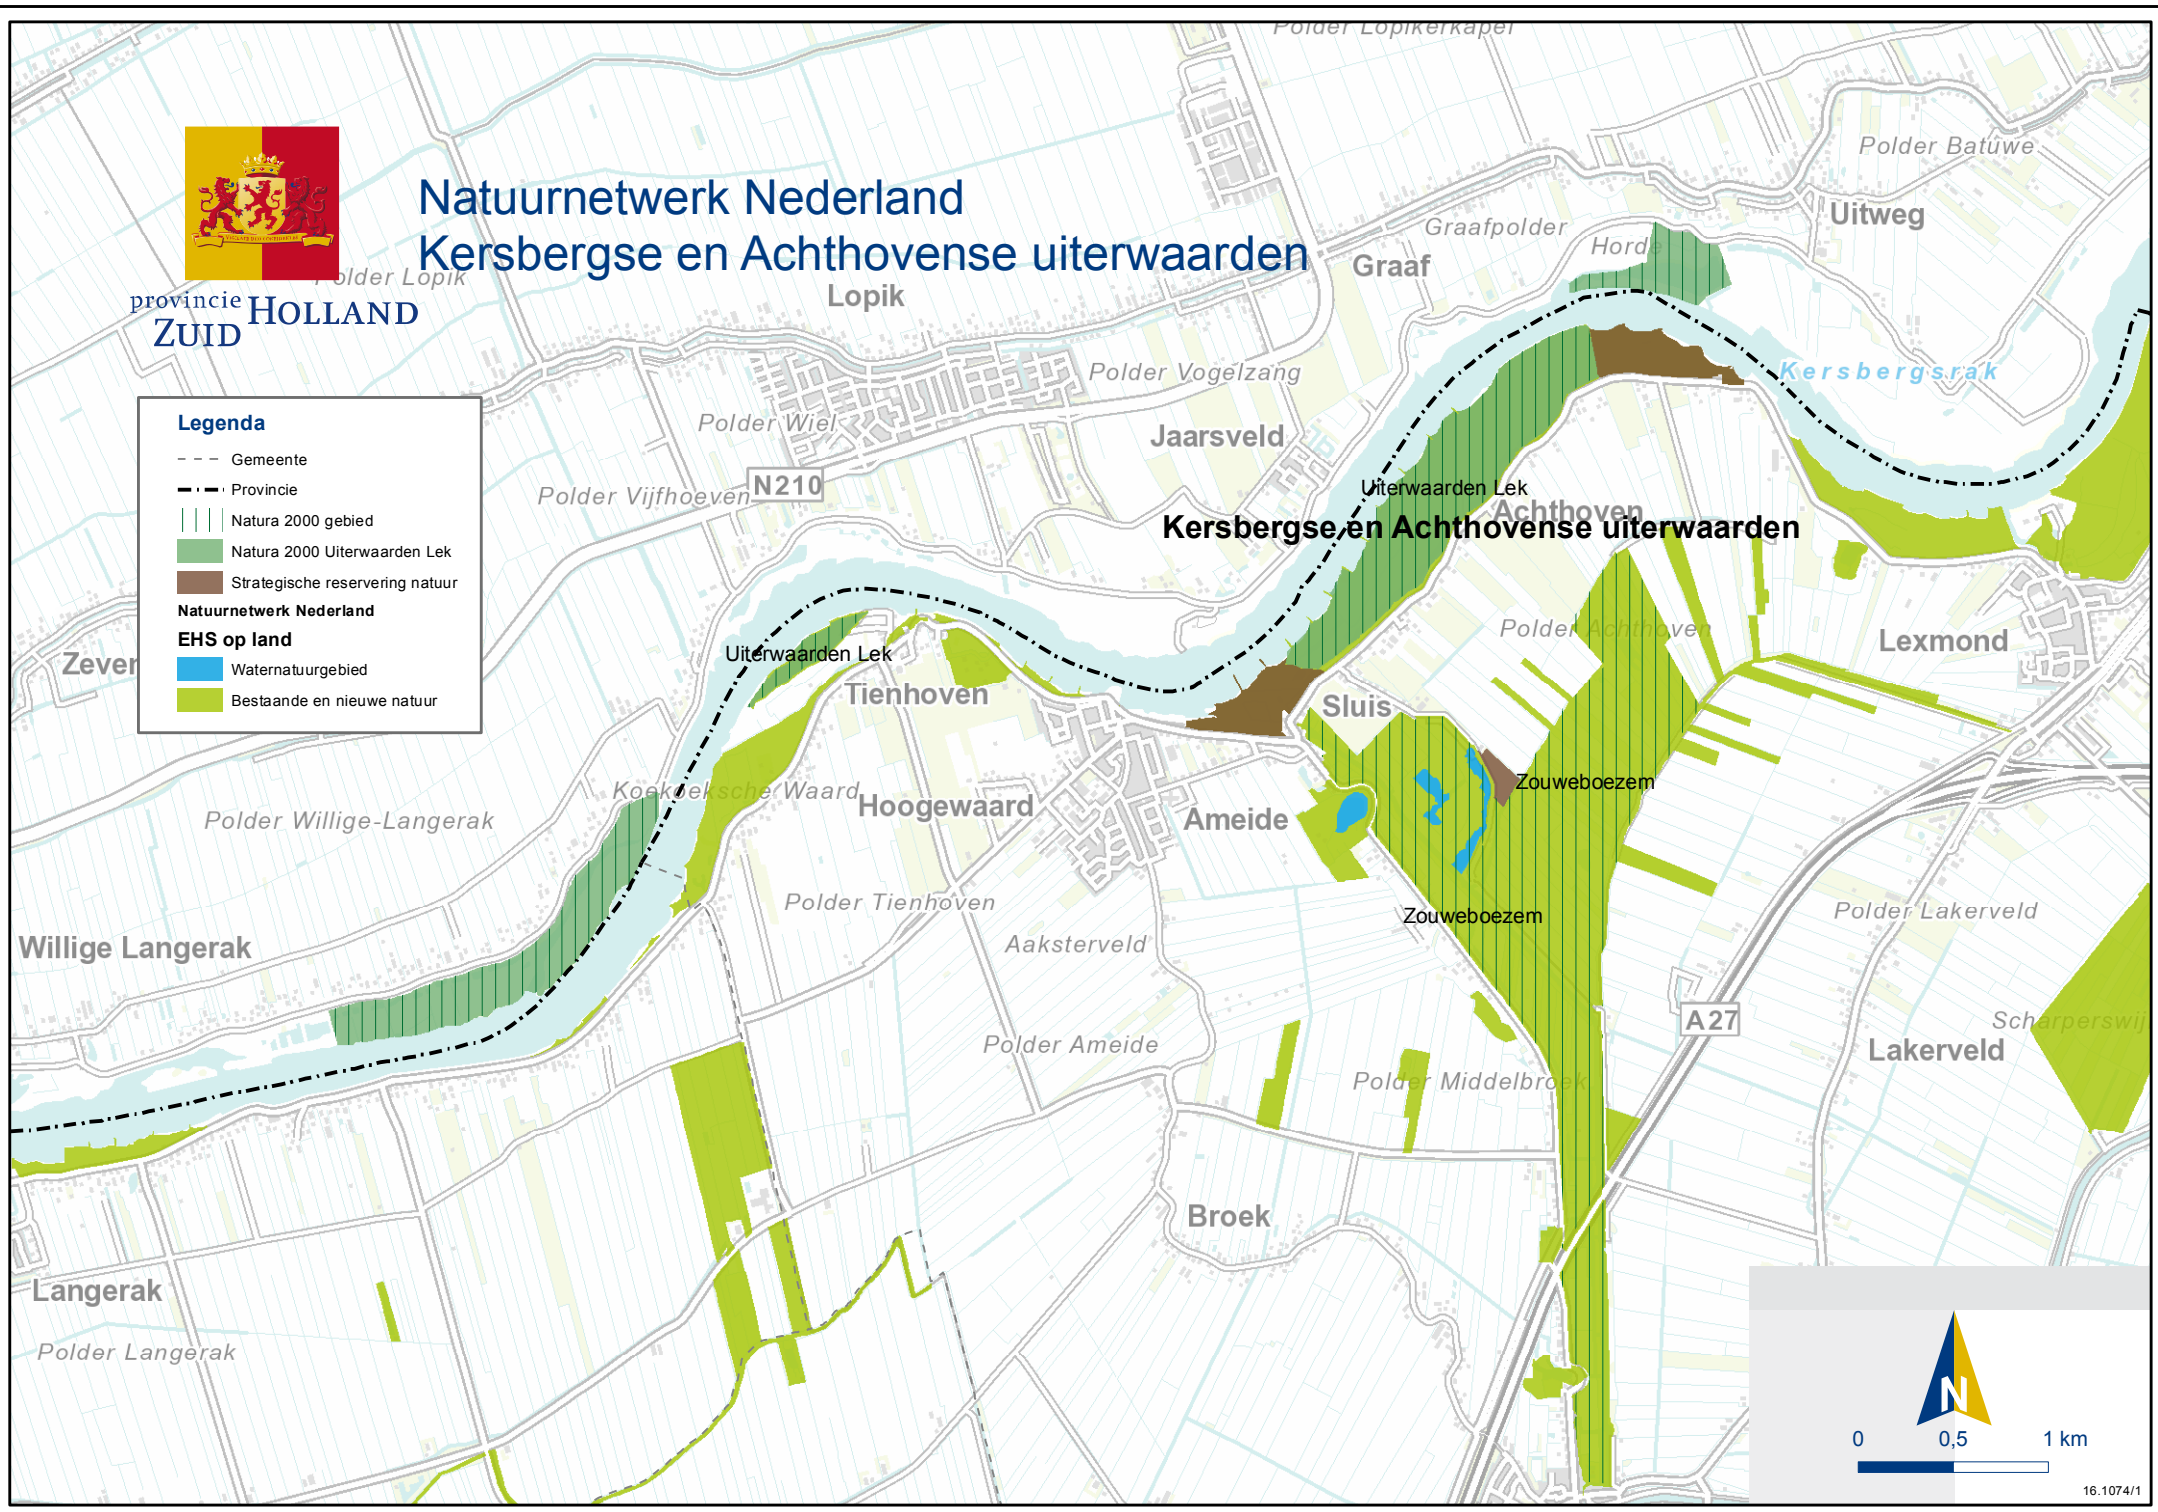 Polder Lopikerkapel
Polder Batuwe
Natuurnetwerk Nederland
Kersbergse en Achthovense uiterwaarden
Uitweg
Graafpolder
Horde
Graaf
Polder Lopik
Lopik
provincie
ZUID HOLLAND
Polder Vogelzang
Kersbergsrak
Legenda
Gemeente
Provincie
Natura 2000 gebied
Natura 2000 Uiterwaarden Lek
Strategische reservering natuur
Natuurnetwerk Nederland
EHS op land
Waternatuurgebied
Bestaande en nieuwe natuur
Polder Wiel
Jaarsveld
N210
Polder Vijfhoeven
Uiterwaarden Lek
Achthoven
Kersbergse en Achthovense uiterwaarden
Polder Achthoven
Lexmond
Zever
Uiterwaarden Lek
Tienhoven
Sluis
Koekoeksche Waard
Zouweboezem
Hoogewaard
Ameide
Polder Willige-Langerak
Polder Tienhoven
Zouweboezem
Polder Lakerveld
Willige Langerak
Aaksterveld
A27
Scharperswij
Polder Ameide
Lakerveld
Polder Middelbroek
Broek
Langerak
Polder Langerak
N
0 0,5 1 km
16.1074/1